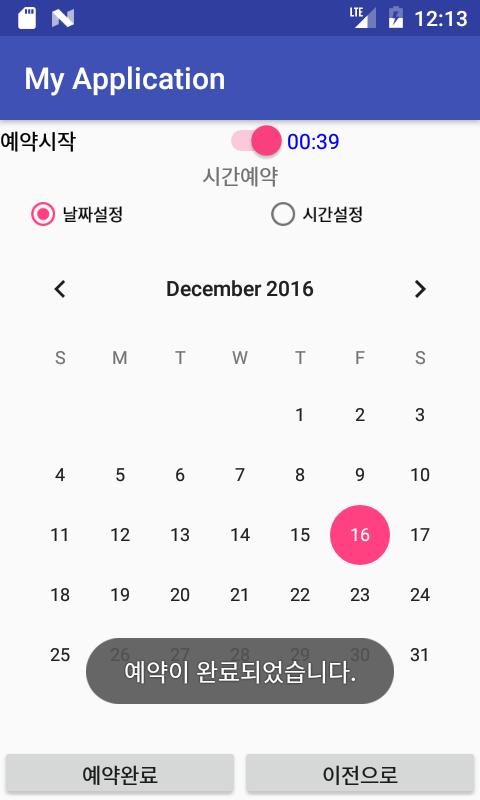 LTE 12:13
My Application
예약시작 00:39
시간예약
날짜설정 시간설정
December 2016
S M T W T F S
1 2 3
4 5 6 7 8 9 10
11 12 13 14 15 16 17
18 19 20 21 22 23 24
25 26 27 28 29 30 31
예약이 완료되었습니다.
예약완료 이전으로